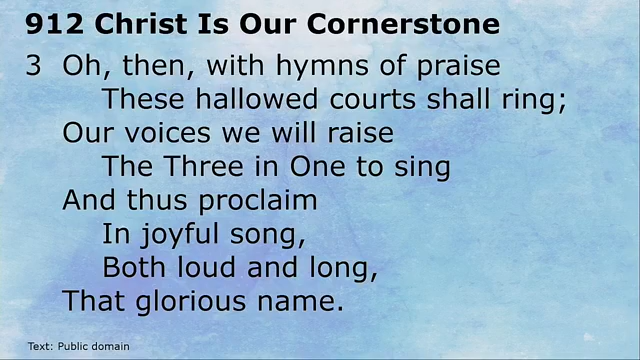 912 Christ Is Our Cornerstone
3 Oh, then, with hymns of praise
These hallowed courts shall ring;
Our voices we will raise
The Three in One to sing
And thus proclaim
In joyful song,
Both loud and long,
That glorious name.
Text: Public domain